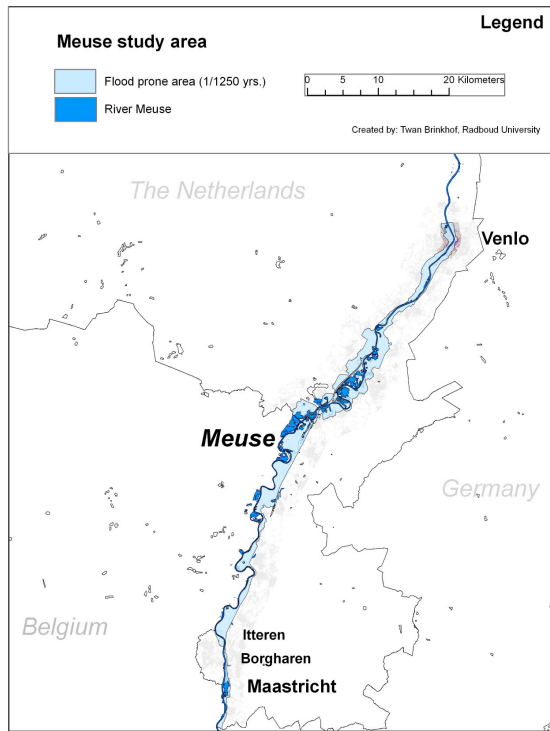 Legend
Meuse study area
Flood prone area (1/1250 yrs.)
River Meuse
0 5 10 20 Kilometers
Created by: Twan Brinkhof, Radboud University
The Netherlands
Venlo
Meuse
Germany
Belgium
Itteren
Borgharen
Maastricht